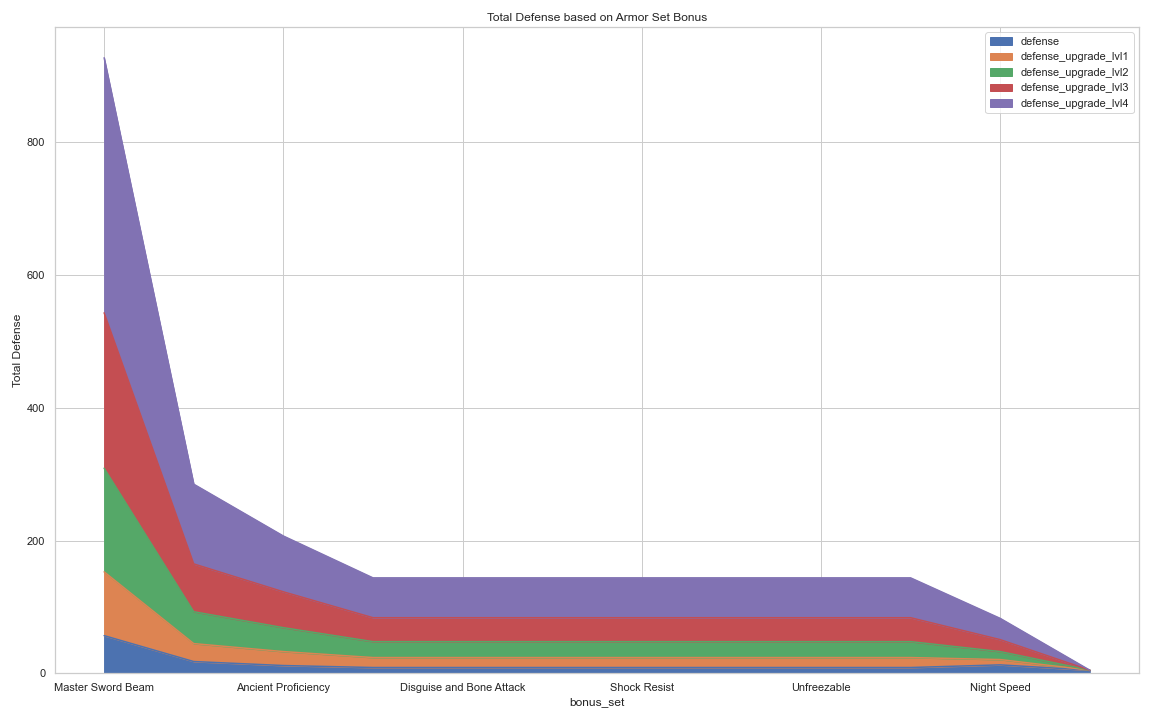 Total Defense based on Armor Set Bonus
defense
defense_upgrade_lvl1
defense_upgrade_lvl2
defense_upgrade_lvl3
defense_upgrade_lvl4
Total Defense
800
600
400
200
0
Master Sword Beam
Ancient Proficiency
Disguise and Bone Attack
Shock Resist
Unfreezable
Night Speed
bonus_set